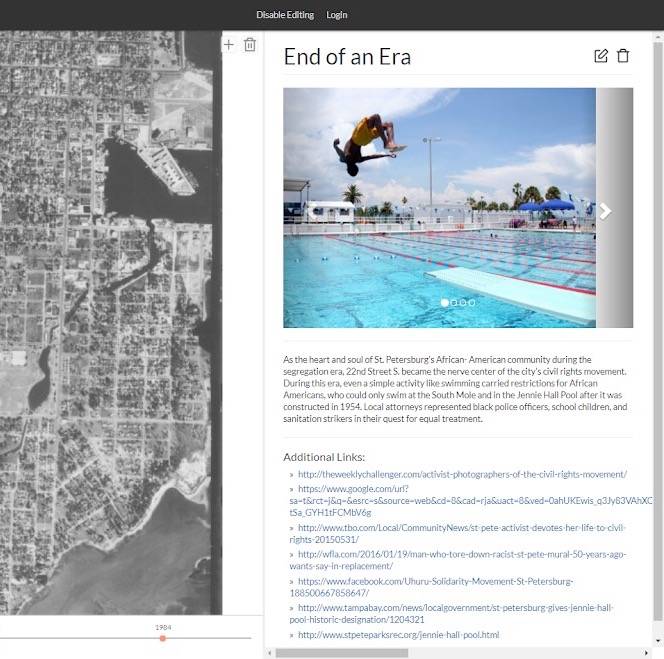 Disable Editing LogIn
End of an Era
As the heart and soul of St. Petersburg's African- American community during the
segregation era, 22nd Street S. became the nerve center of the city's civil rights movement.
During this era, even a simple activity like swimming carried restrictions for African
Americans, who could only swim at the South Mole and in the Jennie Hall Pool after it was
constructed in 1954. Local attorneys represented black police officers, school children, and
sanitation strikers in their quest for equal treatment.
Additional Links:
» http://theweeklychallenger.com/activist-photographers-of-the-civil-rights-movement/
» https://www.google.com/url?
sa=t&rct=j&q=&esrc=s&source=web&cd=8&cad=rja&uact=8&ved=0ahUKEwis_q3Jy83VAhXC
tSa_GYH1tFCMbV6g
» http://www.tbo.com/Local/CommunityNews/st-pete-activist-devotes-her-life-to-civil-
rights-20150531/
» http://wfla.com/2016/01/19/man-who-tore-down-racist-st-pete-mural-50-years-ago-
wants-say-in-replacement/
» https://www.facebook.com/Uhuru-Solidarity-Movement-St-Petersburg-
188500667858647/
» http://www.tampabay.com/news/localgovernment/st-petersburg-gives-jennie-hall-
pool-historic-designation/1204321
» http://www.stpeteparksrec.org/jennie-hall-pool.html
1984